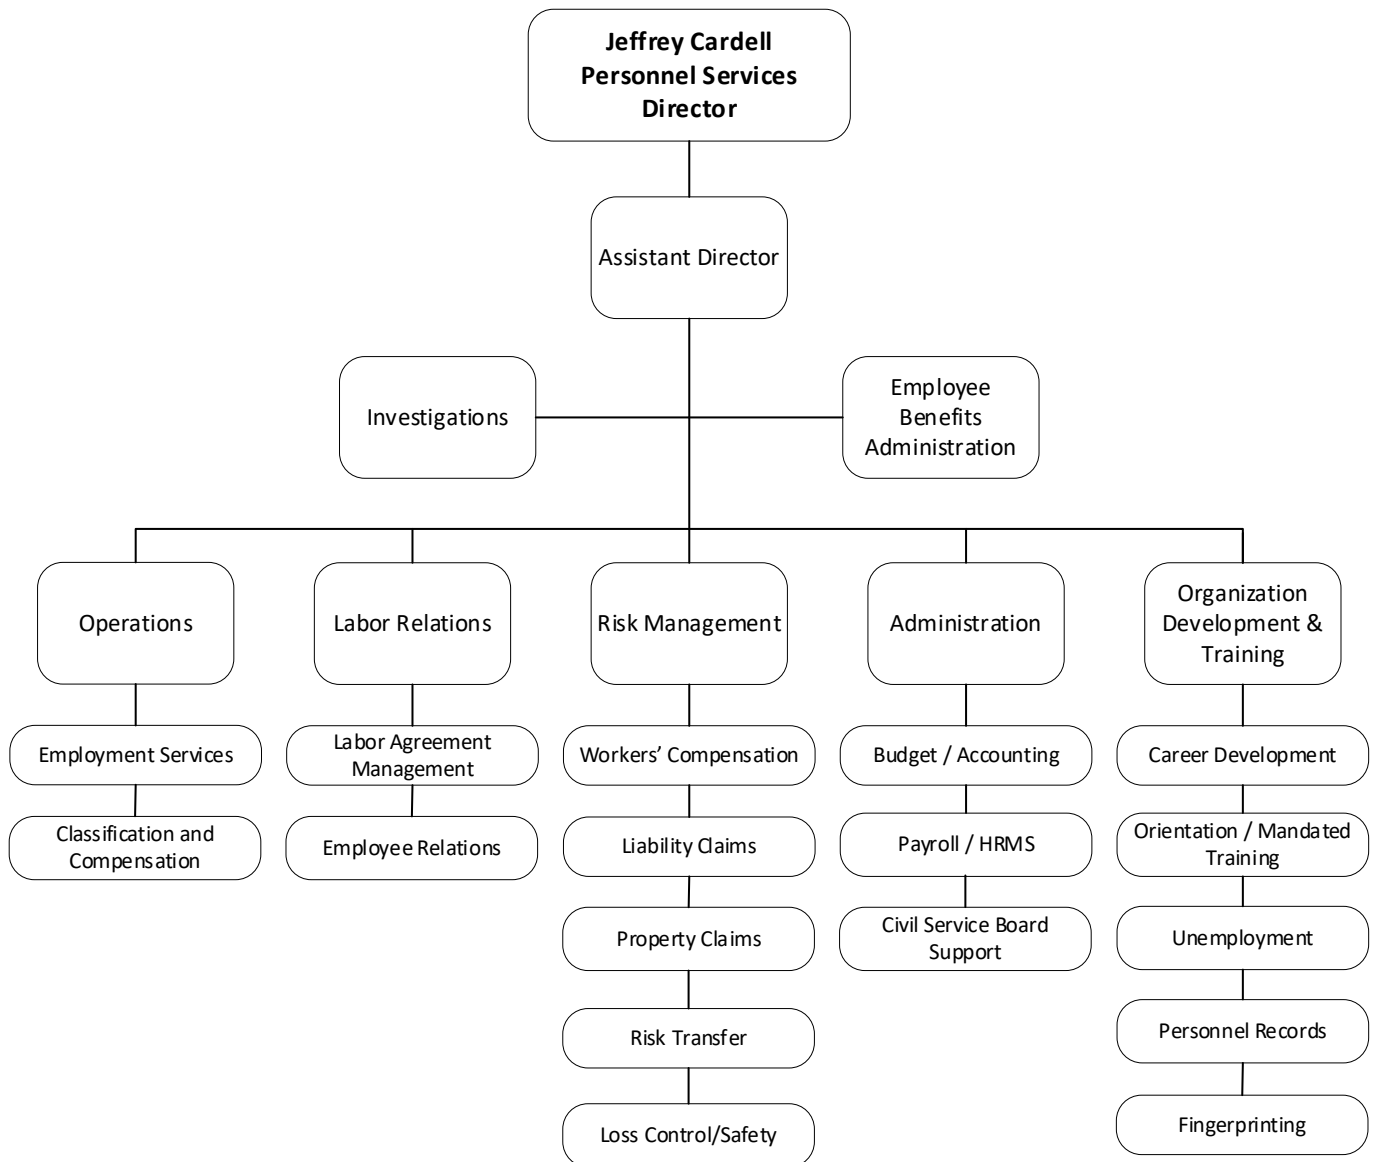 Jeffrey Cardell
Personnel Services
Director
Assistant Director
Investigations
Employee
Benefits
Administration
Operations
Labor Relations
Risk Management
Administration
Organization
Development &
Training
Employment Services
Classification and
Compensation
Labor Agreement
Management
Employee Relations
Workers’ Compensation
Liability Claims
Property Claims
Risk Transfer
Loss Control/Safety
Budget / Accounting
Payroll / HRMS
Civil Service Board
Support
Career Development
Orientation / Mandated
Training
Unemployment
Personnel Records
Fingerprinting